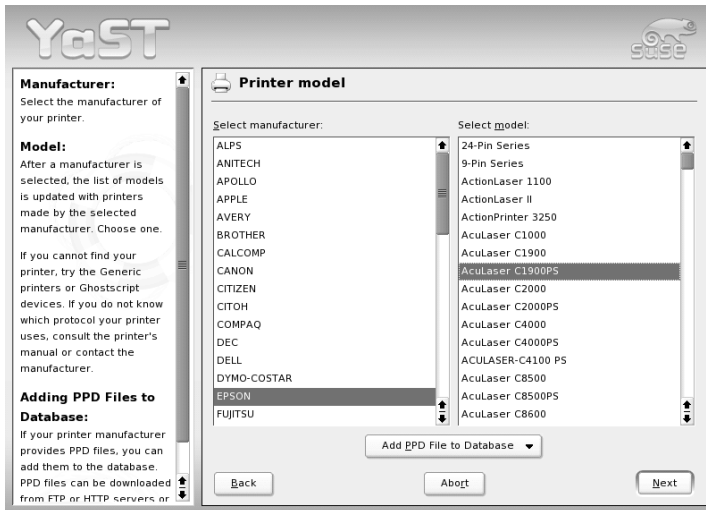 YaST
SUSE
Manufacturer:
Select the manufacturer of
your printer.
Model:
After a manufacturer is
selected, the list of models
is updated with printers
made by the selected
manufacturer. Choose one.
If you cannot find your
printer, try the Generic
printers or Ghostscript
devices. If you do not know
which protocol your printer
uses, consult the printer's
manual or contact the
manufacturer.
Adding PPD Files to
Database:
If your printer manufacturer
provides PPD files, you can
add them to the database.
PPD files can be downloaded
from FTP or HTTP servers or
Printer model
Select manufacturer:
ALPS
ANITECH
APOLLO
APPLE
AVERY
BROTHER
CALCOMP
CANON
CITIZEN
CITOH
COMPAQ
DEC
DELL
DYMO-COSTAR
EPSON
FUJITSU
Select model:
24-Pin Series
9-Pin Series
ActionLaser 1100
ActionLaser II
ActionPrinter 3250
AcuLaser C1000
AcuLaser C1900
AcuLaser C1900PS
AcuLaser C2000
AcuLaser C2000PS
AcuLaser C4000
AcuLaser C4000PS
ACULASER-C4100 PS
AcuLaser C8500
AcuLaser C8500PS
AcuLaser C8600
Add PPD File to Database
Back
Abort
Next